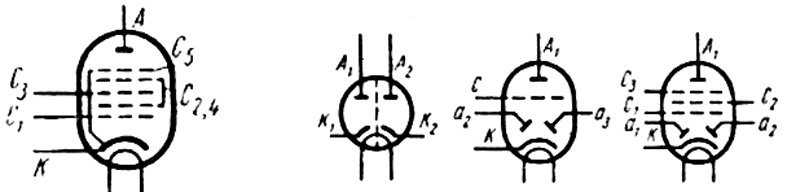 A
C₅
C₃
C₂,₄
C₁
K
A₁ A₂
K₁ K₂
A₁
C
a₂ a₃
K
A₁
C₃
C₁ C₂
a₁ a₂
K